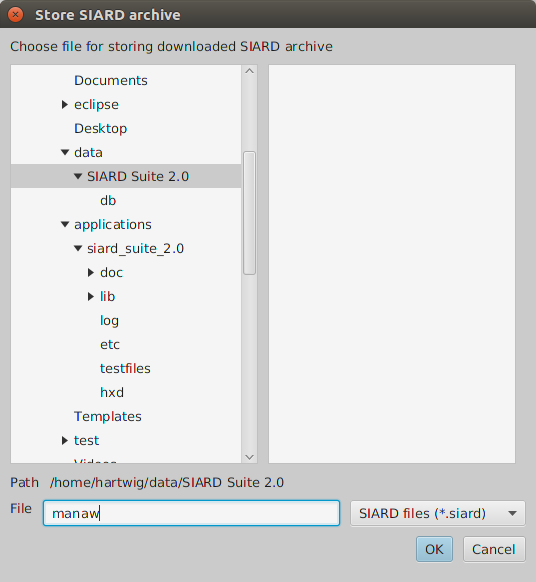 Store SIARD archive
Choose file for storing downloaded SIARD archive
Documents
eclipse
Desktop
data
SIARD Suite 2.0
db
applications
siard_suite_2.0
doc
lib
log
etc
testfiles
hxd
Templates
test
Videos
Path /home/hartwig/data/SIARD Suite 2.0
File manaw SIARD files (*.siard)
OK Cancel